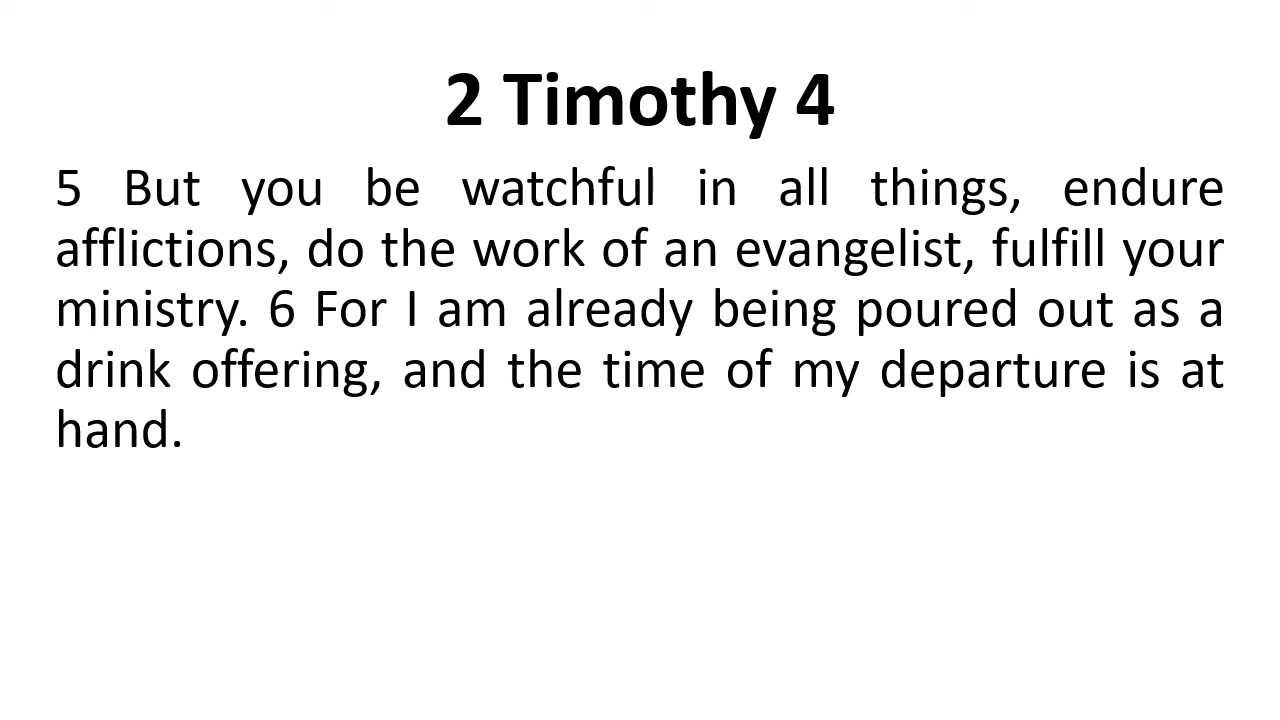 2 Timothy 4
5 But you be watchful in all things, endure
afflictions, do the work of an evangelist, fulfill your
ministry. 6 For I am already being poured out as a
drink offering, and the time of my departure is at
hand.